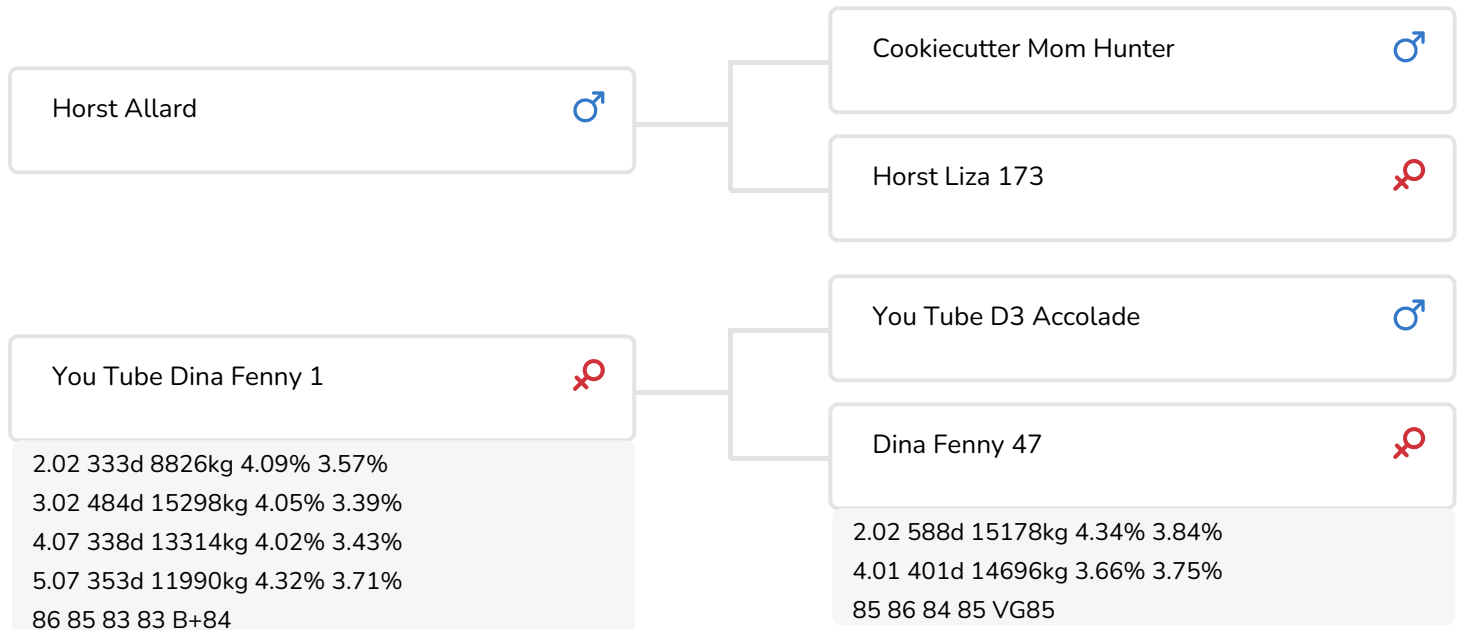 Horst Allard
Cookiecutter Mom Hunter
Horst Liza 173
You Tube Dina Fenny 1
2.02 333d 8826kg 4.09% 3.57%
3.02 484d 15298kg 4.05% 3.39%
4.07 338d 13314kg 4.02% 3.43%
5.07 353d 11990kg 4.32% 3.71%
86 85 83 83 B+84
You Tube D3 Accolade
Dina Fenny 47
2.02 588d 15178kg 4.34% 3.84%
4.01 401d 14696kg 3.66% 3.75%
85 86 84 85 VG85